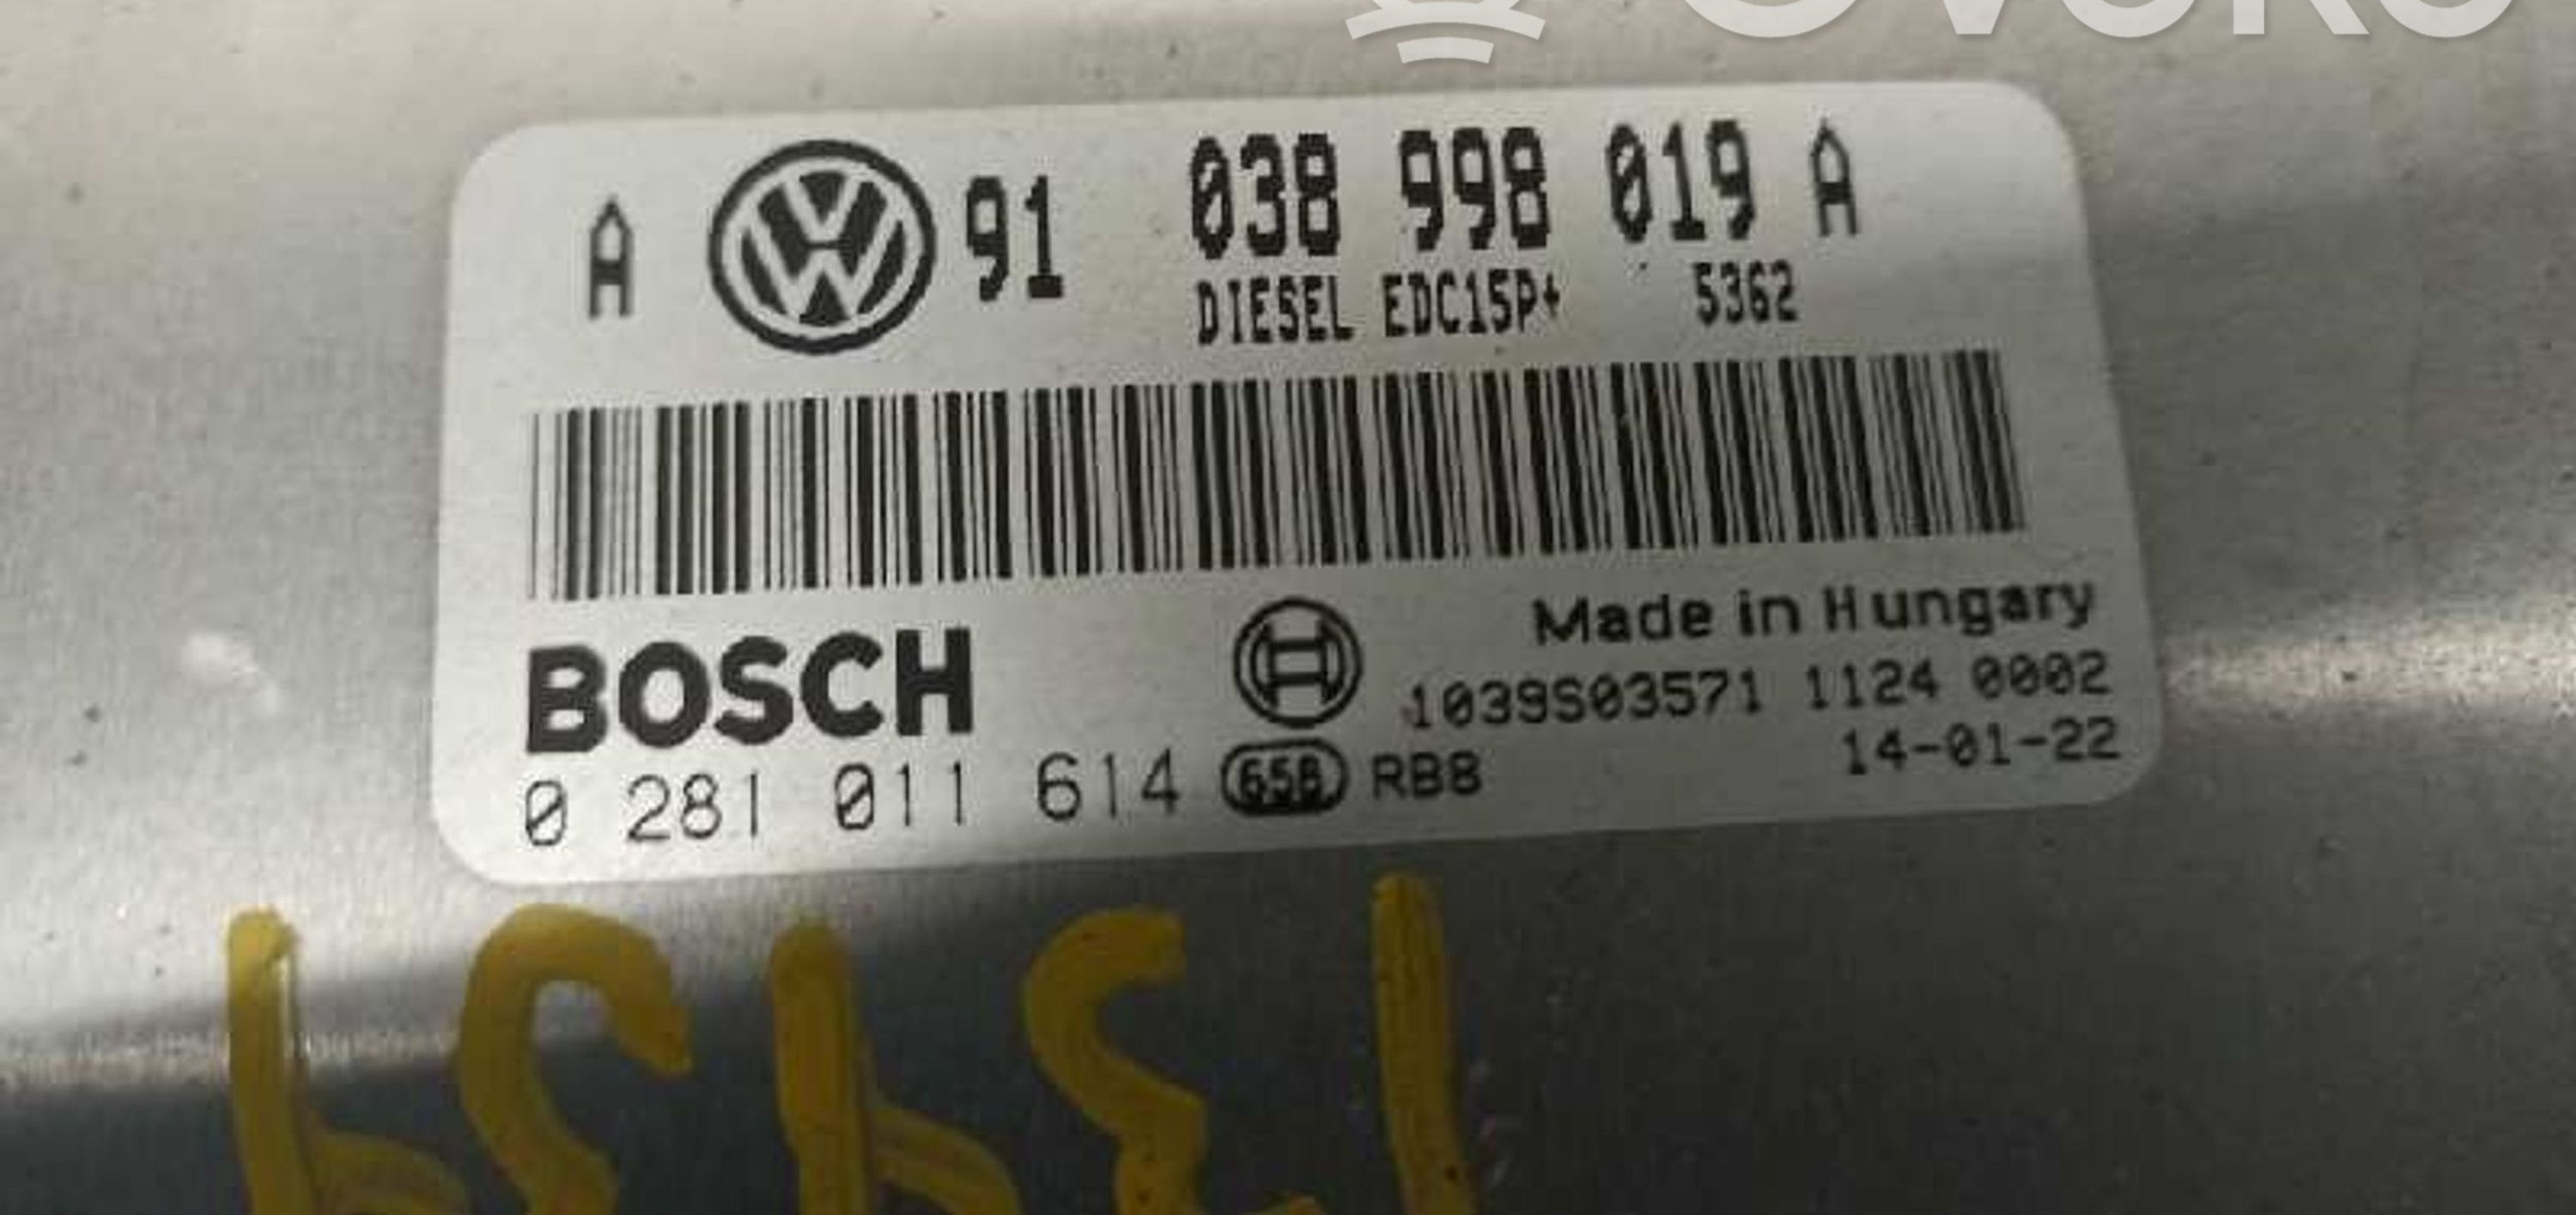 A VW 91 038 998 019 A
DIESEL EDC15P+ 5362
BOSCH
Made in Hungary
1039S03571 1124 0002
14-01-22
0 281 011 614 658 RB8